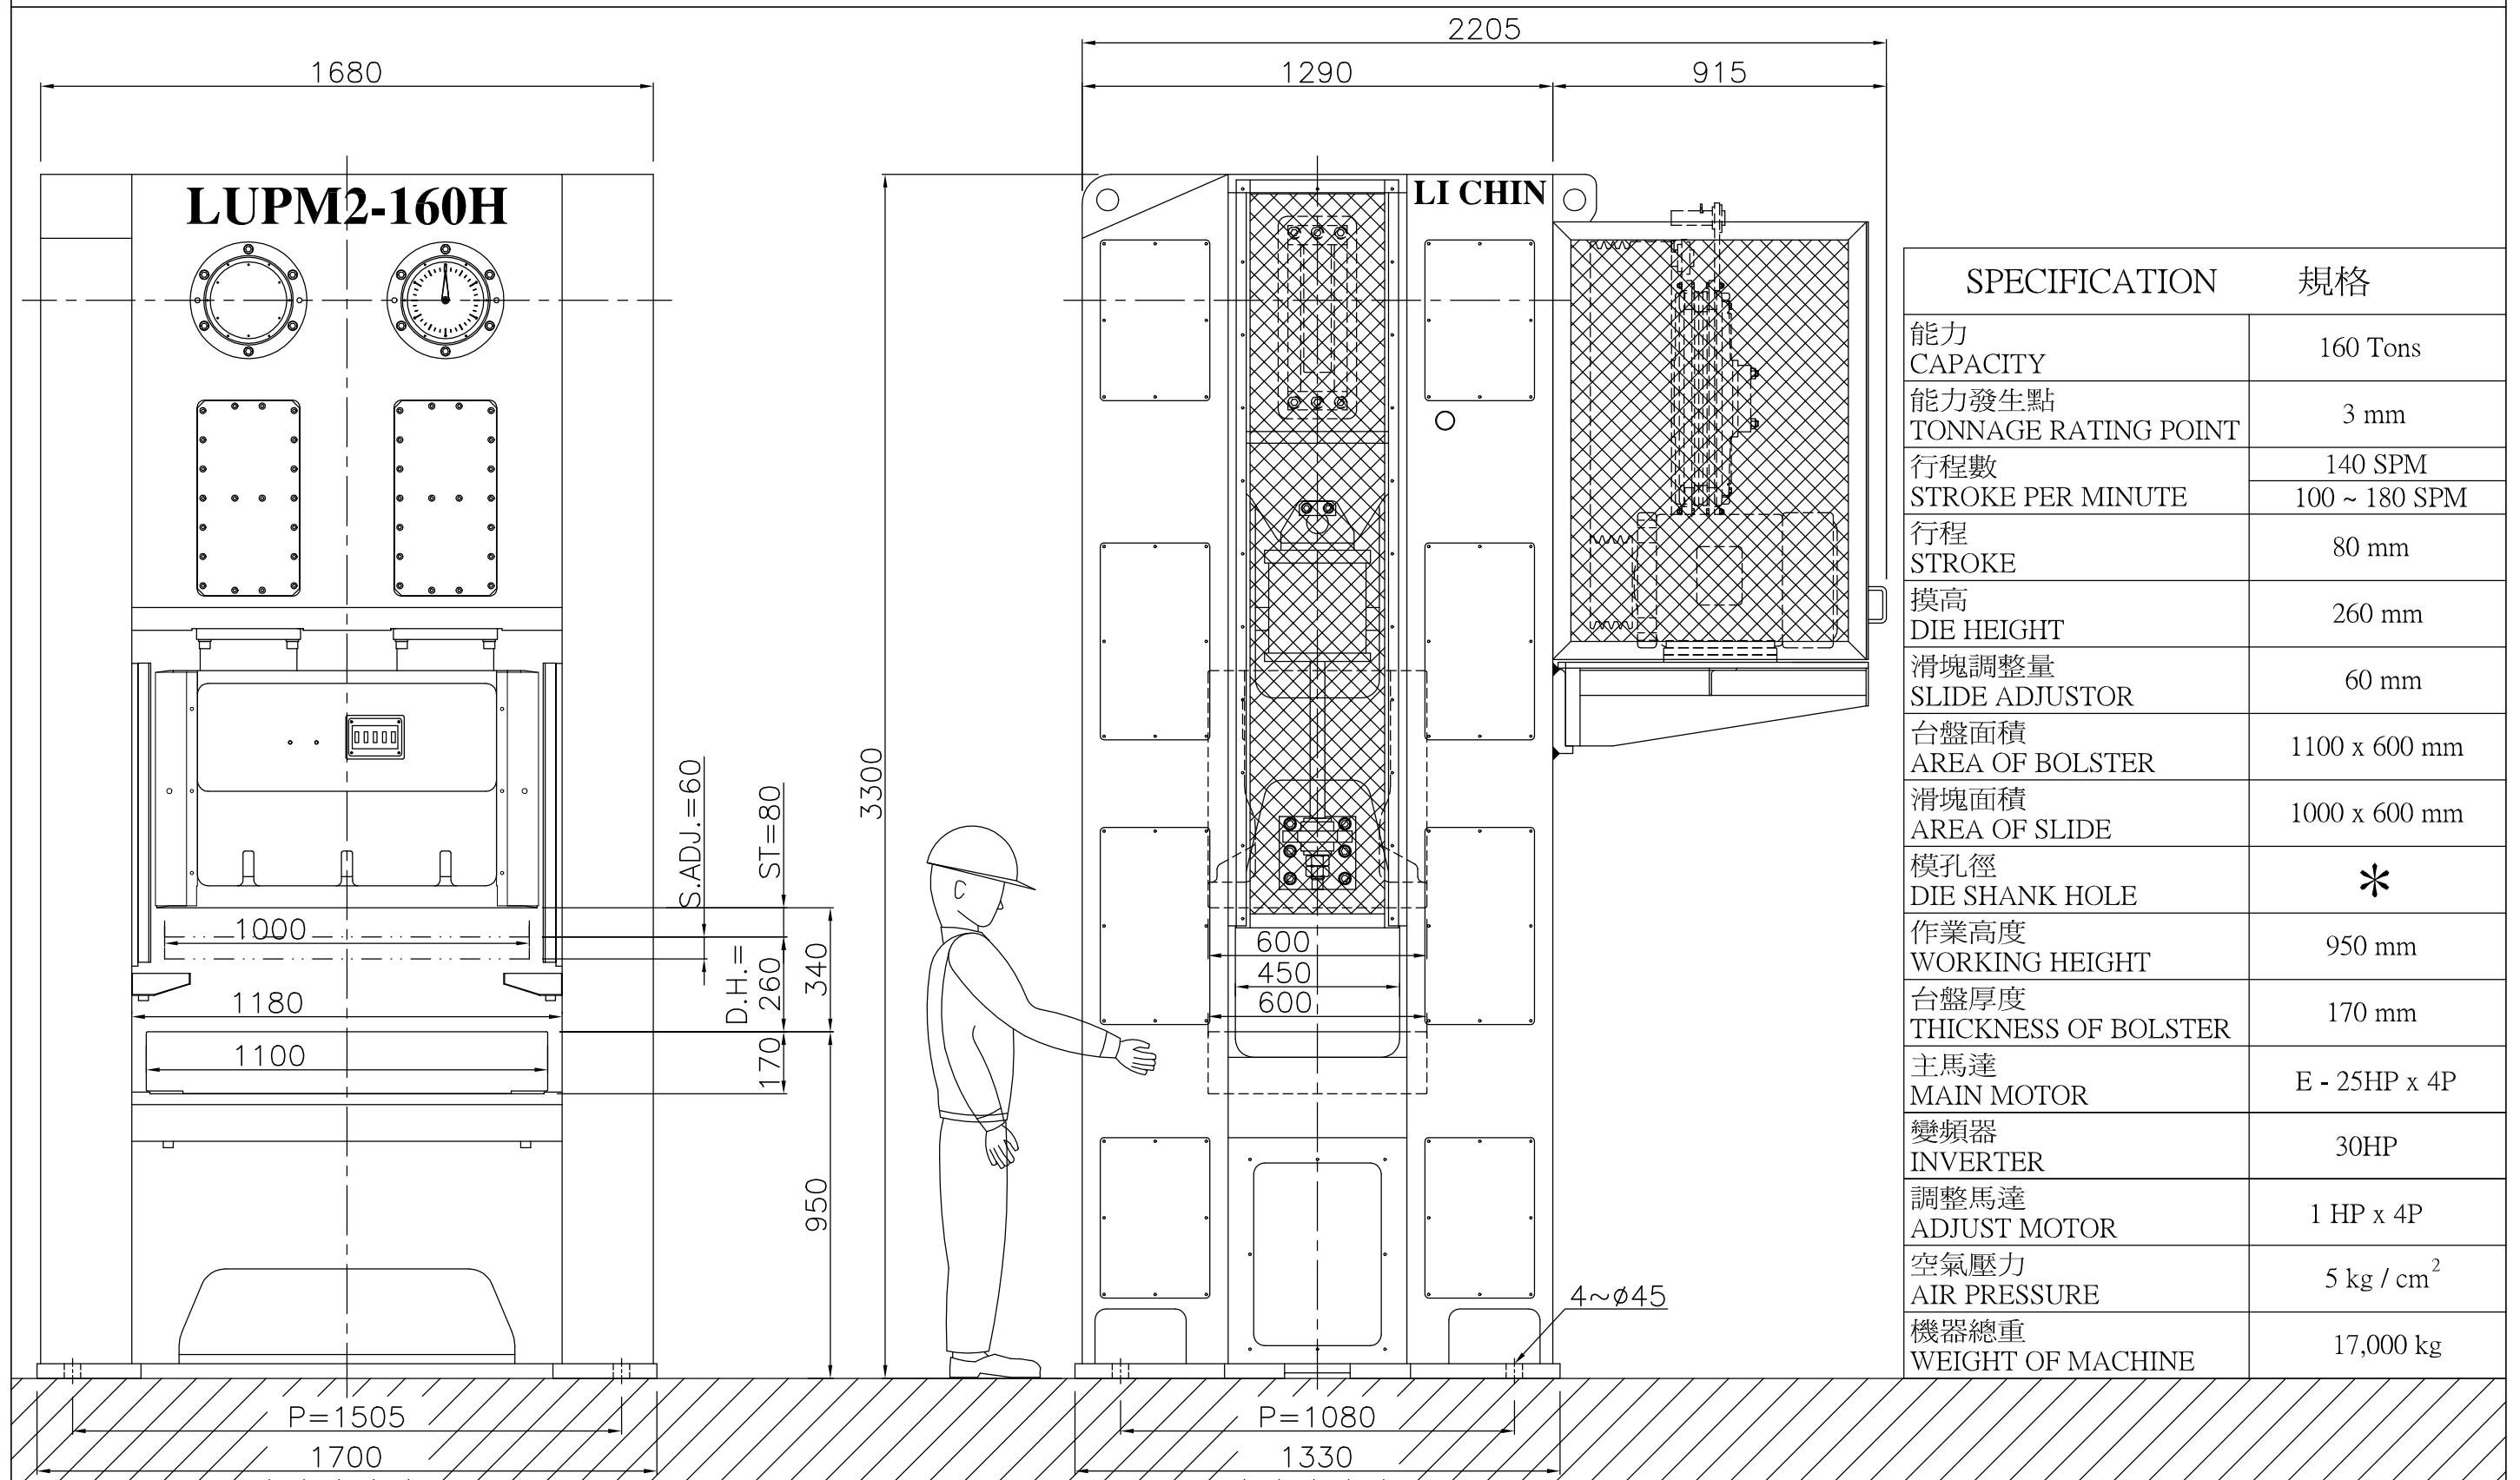 2205
1680
1290
915
LUPM2-160H
LI CHIN
3300
S.ADJ.=60
ST=80
1000
D.H.=
260
340
1180
1100
170
950
600
450
600
4~ø45
P=1505
1700
P=1080
1330
SPECIFICATION 規格
能力
CAPACITY
160 Tons
能力發生點
TONNAGE RATING POINT
3 mm
行程數
STROKE PER MINUTE
140 SPM
100 ~ 180 SPM
行程
STROKE
80 mm
摸高
DIE HEIGHT
260 mm
滑塊調整量
SLIDE ADJUSTOR
60 mm
台盤面積
AREA OF BOLSTER
1100 x 600 mm
滑塊面積
AREA OF SLIDE
1000 x 600 mm
模孔徑
DIE SHANK HOLE
*
作業高度
WORKING HEIGHT
950 mm
台盤厚度
THICKNESS OF BOLSTER
170 mm
主馬達
MAIN MOTOR
E - 25HP x 4P
變頻器
INVERTER
30HP
調整馬達
ADJUST MOTOR
1 HP x 4P
空氣壓力
AIR PRESSURE
5 kg / cm²
機器總重
WEIGHT OF MACHINE
17,000 kg